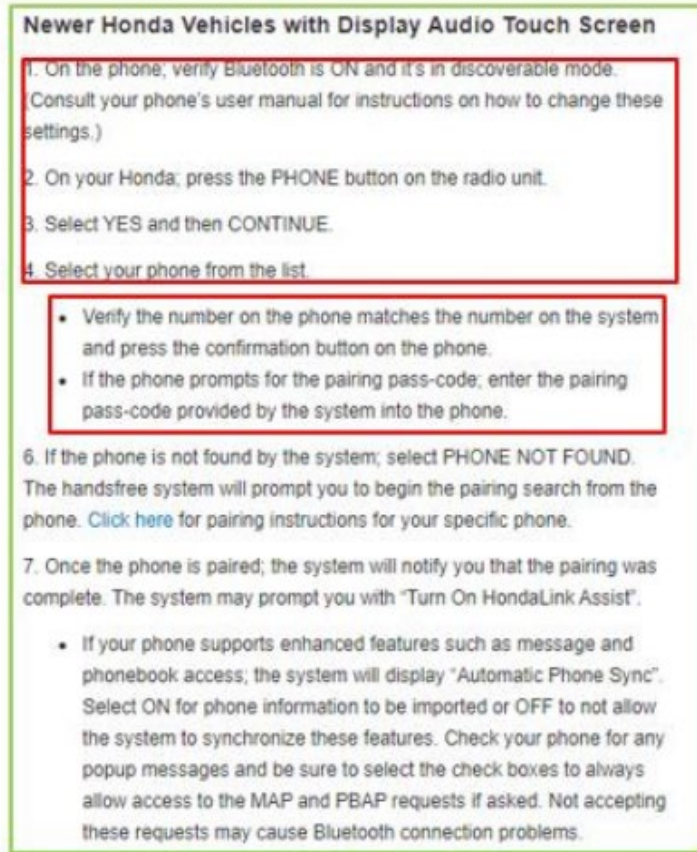 Newer Honda Vehicles with Display Audio Touch Screen
1. On the phone; verify Bluetooth is ON and it's in discoverable mode.
(Consult your phone's user manual for instructions on how to change these
settings.)
2. On your Honda; press the PHONE button on the radio unit.
3. Select YES and then CONTINUE.
4. Select your phone from the list.
• Verify the number on the phone matches the number on the system
and press the confirmation button on the phone.
• If the phone prompts for the pairing pass-code; enter the pairing
pass-code provided by the system into the phone.
6. If the phone is not found by the system; select PHONE NOT FOUND.
The handsfree system will prompt you to begin the pairing search from the
phone. Click here for pairing instructions for your specific phone.
7. Once the phone is paired; the system will notify you that the pairing was
complete. The system may prompt you with "Turn On HondaLink Assist".
• If your phone supports enhanced features such as message and
phonebook access; the system will display "Automatic Phone Sync".
Select ON for phone information to be imported or OFF to not allow
the system to synchronize these features. Check your phone for any
popup messages and be sure to select the check boxes to always
allow access to the MAP and PBAP requests if asked. Not accepting
these requests may cause Bluetooth connection problems.